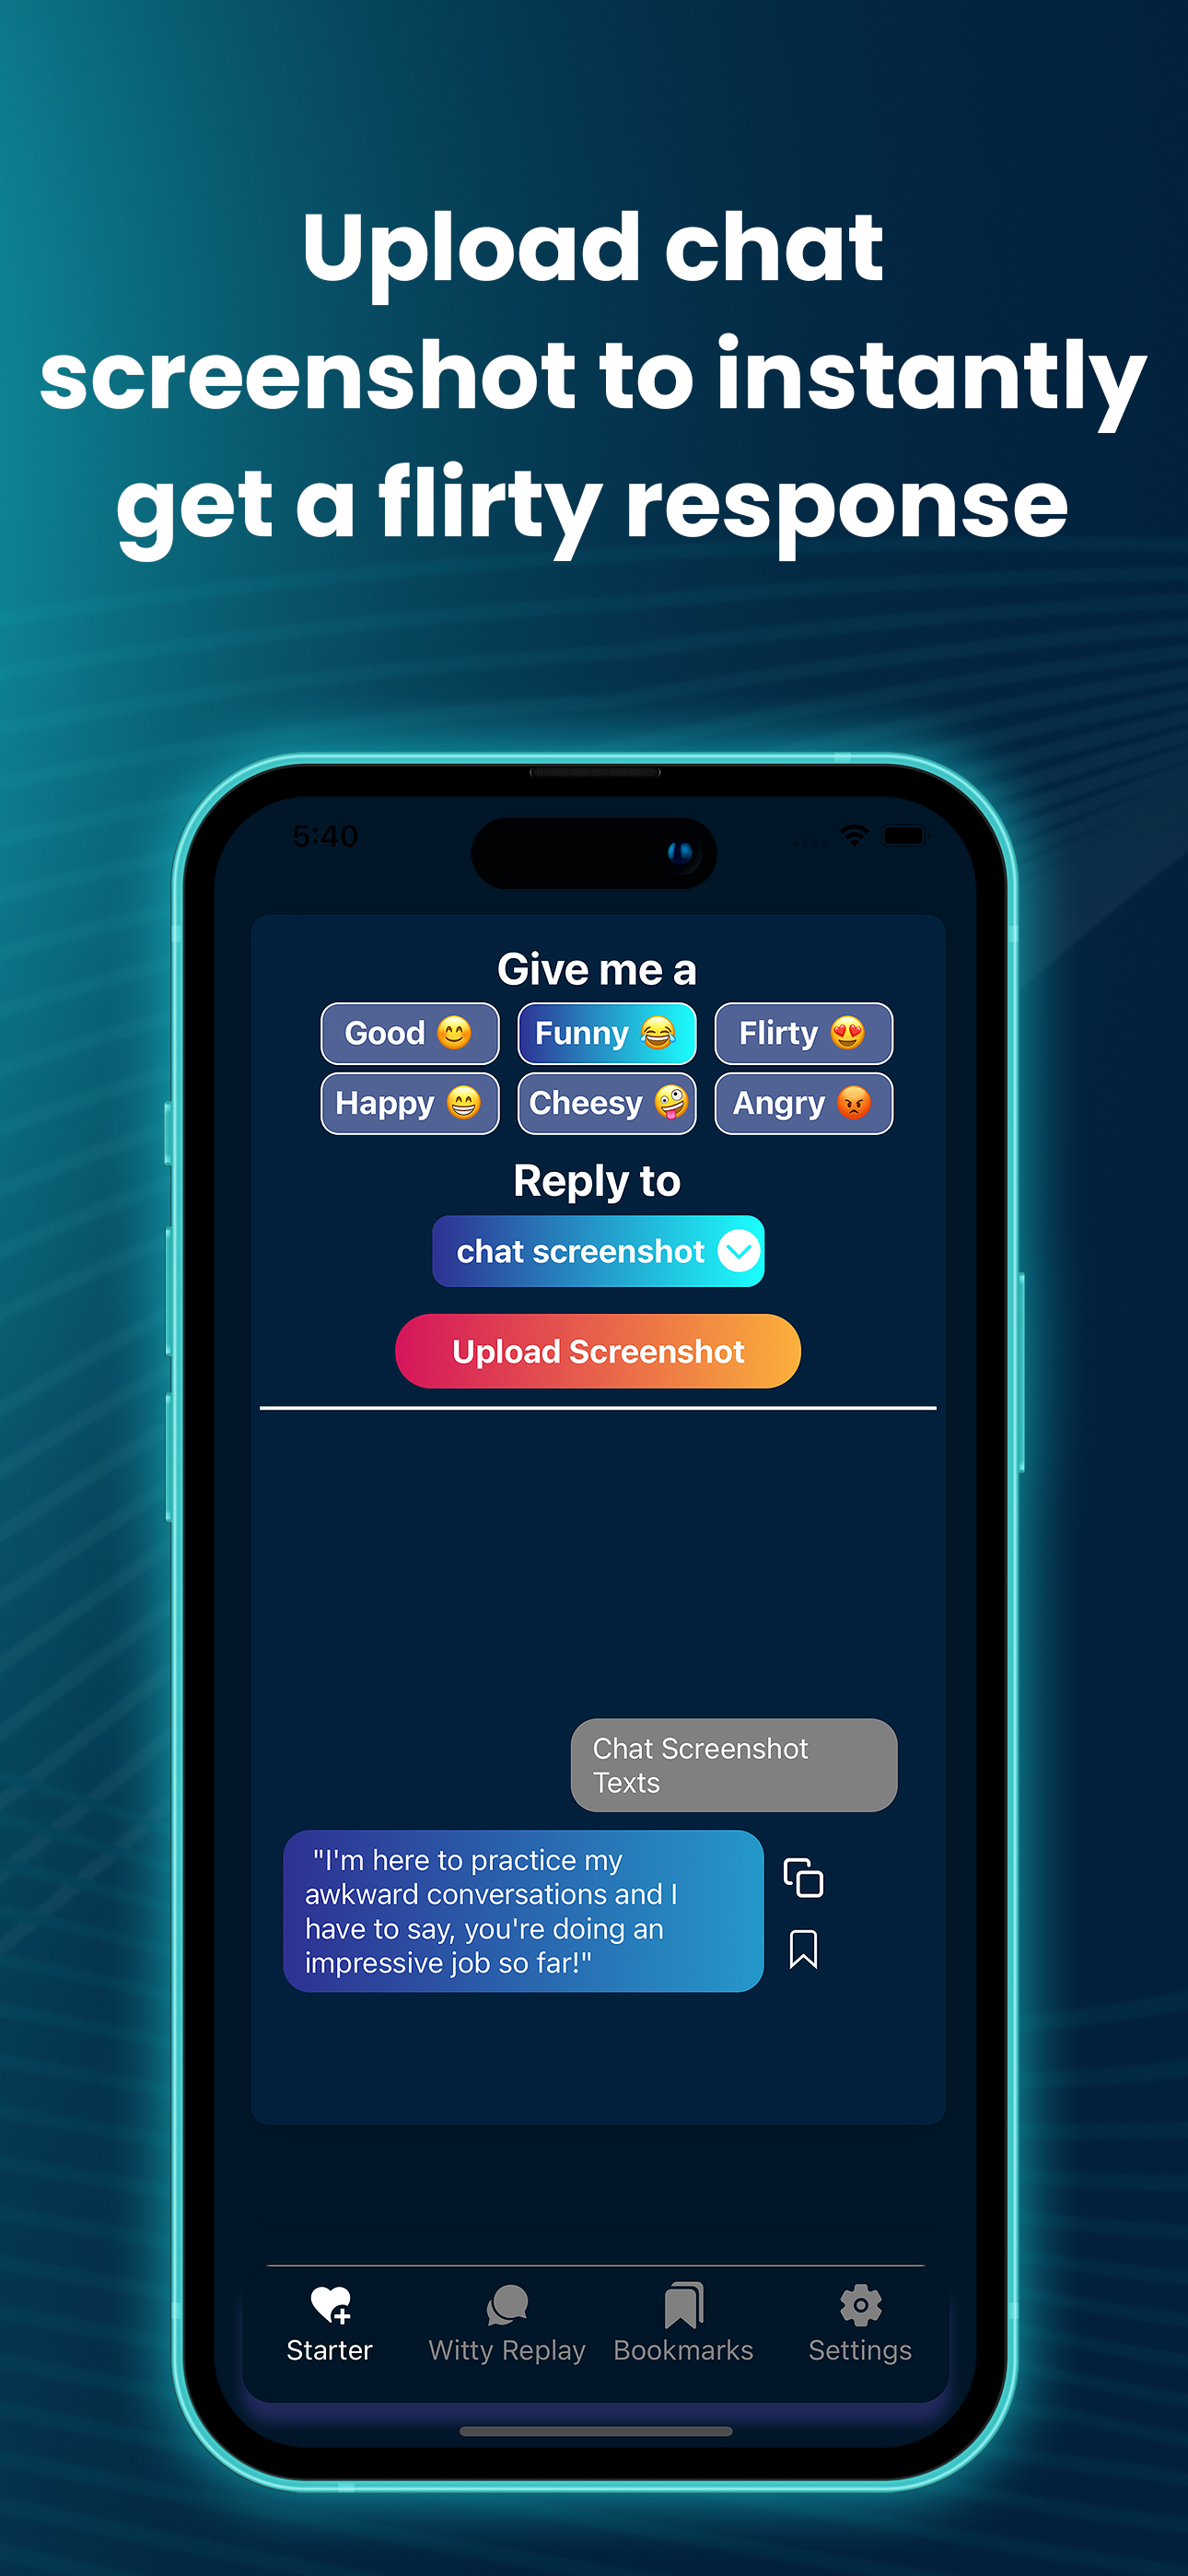 Upload chat
screenshot to instantly
get a flirty response
5:40
Give me a
Good 😊 Funny 😂 Flirty 😍
Happy 😁 Cheesy 🤪 Angry 😡
Reply to
chat screenshot
Upload Screenshot
Chat Screenshot
Texts
"I'm here to practice my
awkward conversations and I
have to say, you're doing an
impressive job so far!"
Starter Witty Replay Bookmarks Settings